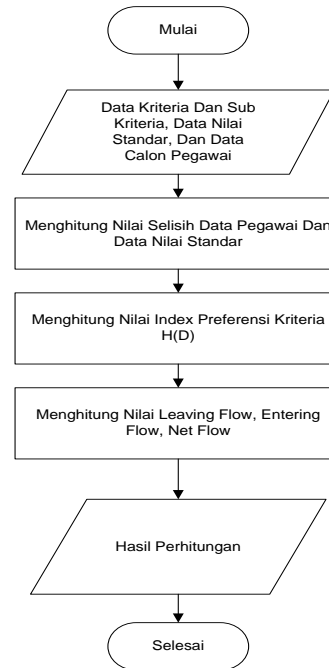 Mulai
Data Kriteria Dan Sub
Kriteria, Data Nilai
Standar, Dan Data
Calon Pegawai
Menghitung Nilai Selisih Data Pegawai Dan
Data Nilai Standar
Menghitung Nilai Index Preferensi Kriteria
H(D)
Menghitung Nilai Leaving Flow, Entering
Flow, Net Flow
Hasil Perhitungan
Selesai